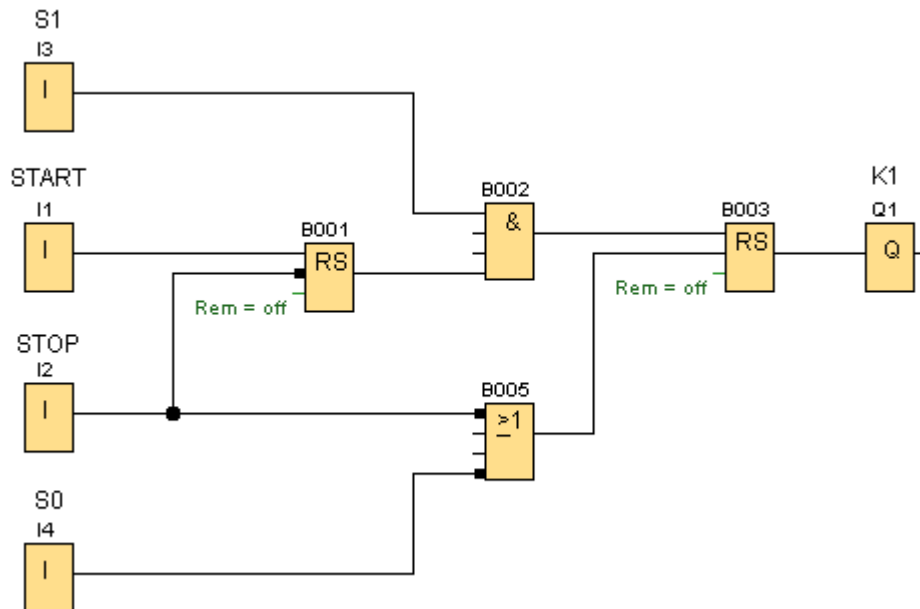 S1
I3
I
START
I1
I
B001
RS
Rem = off
B002
&
B003
RS
Rem = off
K1
Q1
Q
STOP
I2
I
B005
≥1
S0
I4
I